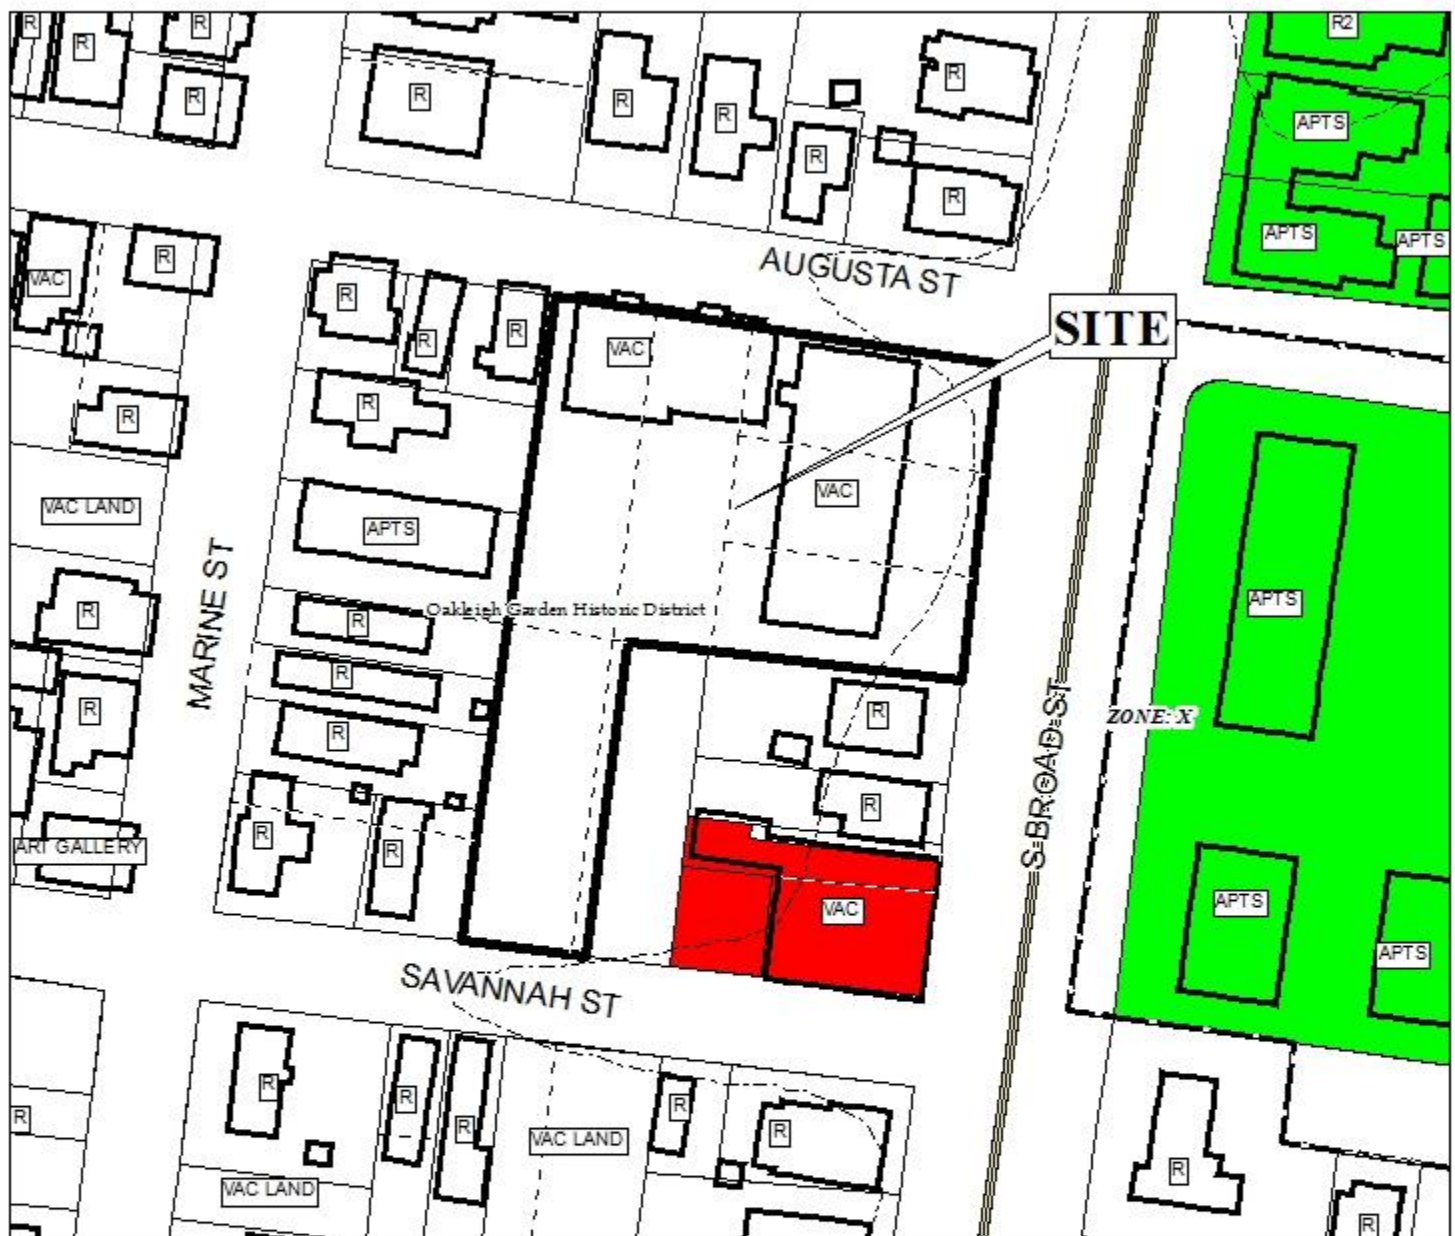 R
R
R
R2
R
R
R
R
R
APTS
R
R
APTS
APTS
R
VAC
AUGUSTA ST
R
R
R
VAC
SITE
R
R
VAC LAND
VAC
APTS
MARINE ST
APTS
R
Oakleigh Garden Historic District
R
R
R
R
R
ZONE: X
S BROAD ST
R
R
R
ART GALLERY
VAC
APTS
APTS
SAVANNAH ST
R
R
R
R
R
VAC LAND
R
R
VAC LAND
R